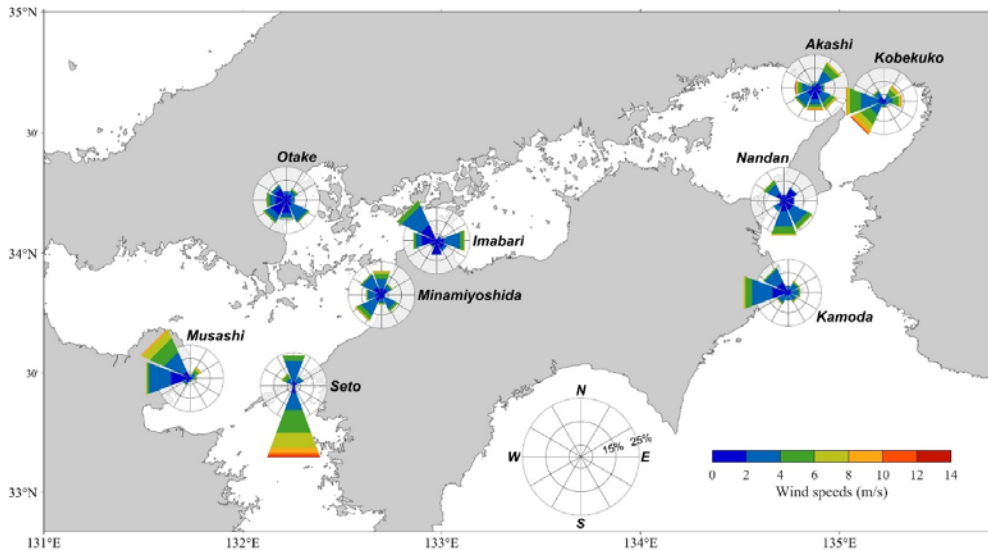 35°N
Akashi
Kobekuko
30'
Otake
Nandan
34°N
Imabari
Minamiyoshida
Kamoda
Musashi
Seto
30'
N
15% 25%
W
E
S
0 2 4 6 8 10 12 14
Wind speeds (m/s)
33°N
131°E 132°E 133°E 134°E 135°E